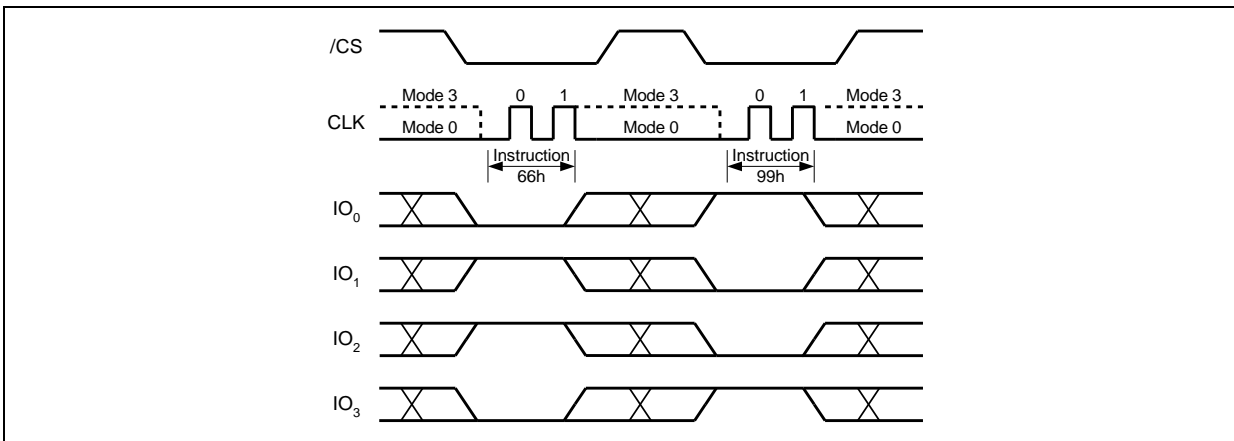 /CS
Mode 3 0 1 Mode 3 0 1 Mode 3
CLK Mode 0 Mode 0 Mode 0
Instruction Instruction
66h 99h
IO0
IO1
IO2
IO3